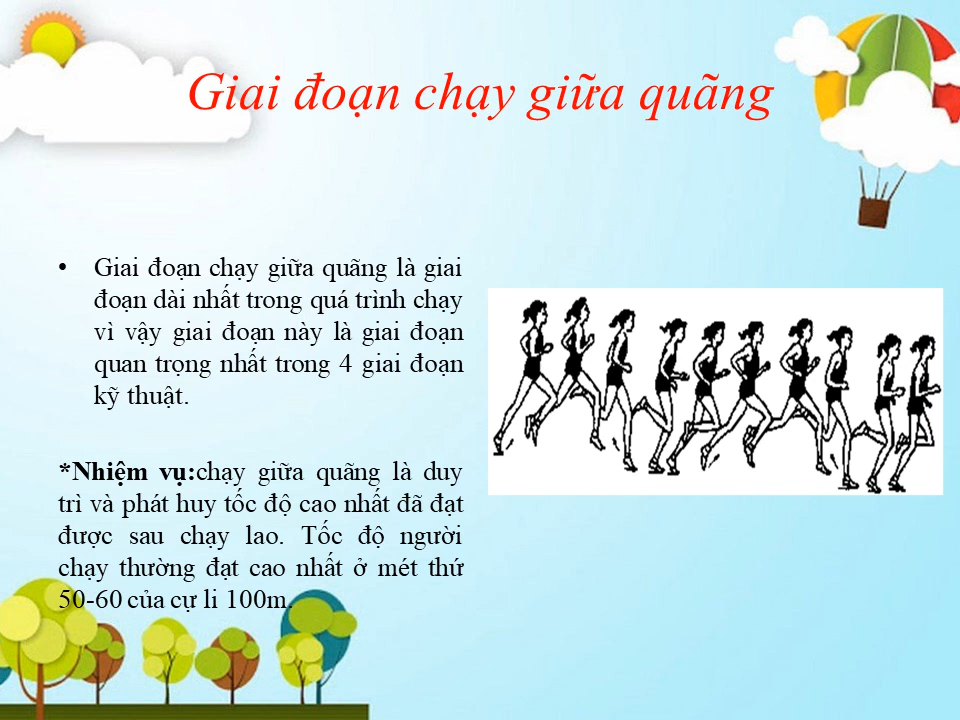 Giai đoạn chạy giữa quãng
• Giai đoạn chạy giữa quãng là giai
đoạn dài nhất trong quá trình chạy
vì vậy giai đoạn này là giai đoạn
quan trọng nhất trong 4 giai đoạn
kỹ thuật.
*Nhiệm vụ:chạy giữa quãng là duy
trì và phát huy tốc độ cao nhất đã đạt
được sau chạy lao. Tốc độ người
chạy thường đạt cao nhất ở mét thứ
50-60 của cự li 100m.